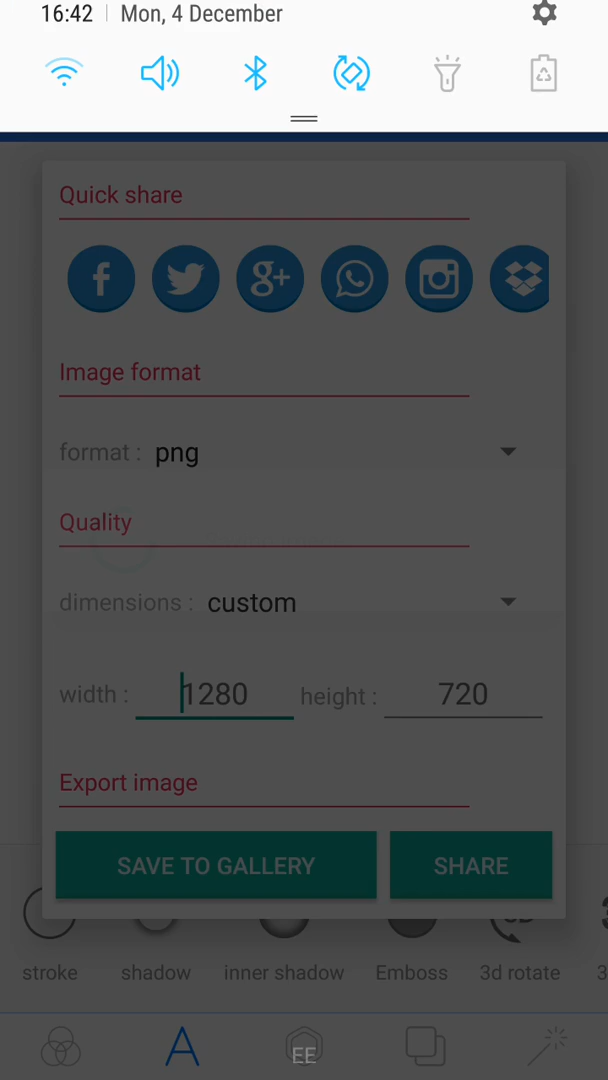 16:42 Mon, 4 December
Quick share
Image format
format : png
Quality
dimensions : custom
width : 1280 height : 720
Export image
SAVE TO GALLERY SHARE
stroke shadow inner shadow Emboss 3d rotate 3
EE